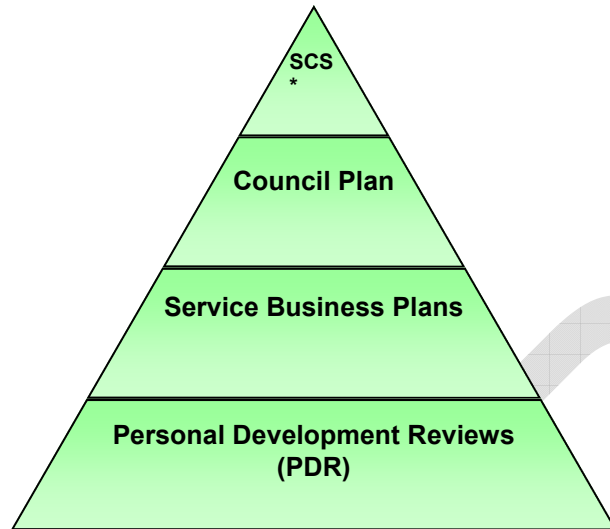 SCS
*
Council Plan
Service Business Plans
Personal Development Reviews
(PDR)